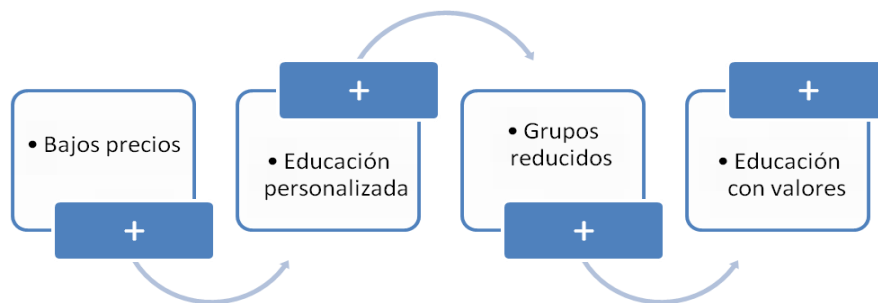 • Bajos precios
+
+
• Educación
personalizada
• Grupos
reducidos
+
+
• Educación
con valores